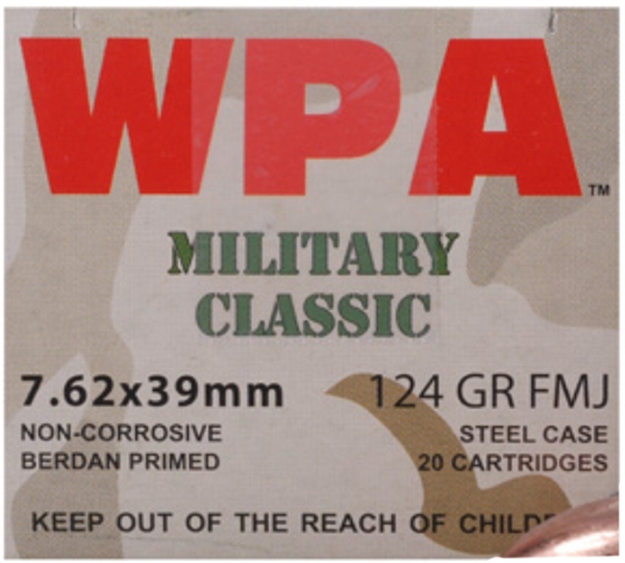 WPA™
MILITARY
CLASSIC
7.62x39mm 124 GR FMJ
NON-CORROSIVE STEEL CASE
BERDAN PRIMED 20 CARTRIDGES
KEEP OUT OF THE REACH OF